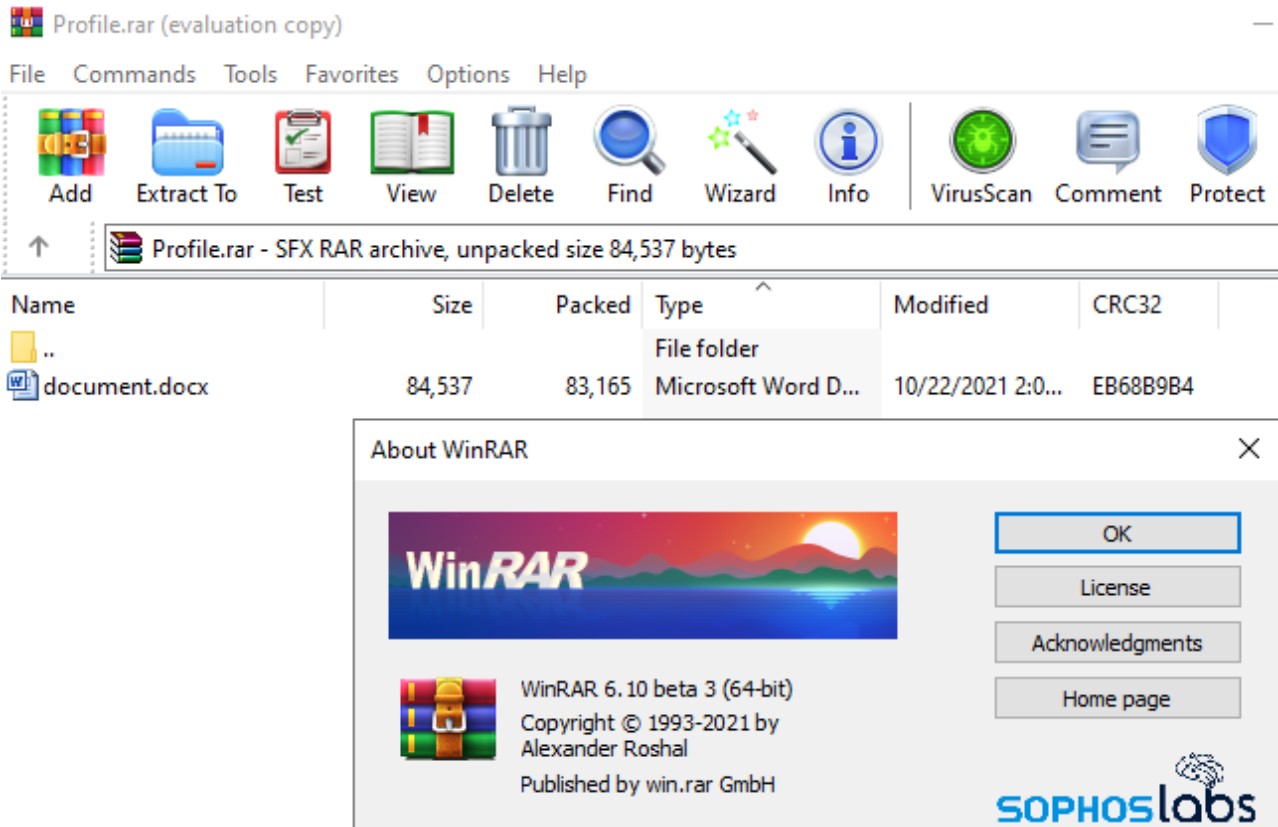 Profile.rar (evaluation copy)
File Commands Tools Favorites Options Help
Add Extract To Test View Delete Find Wizard Info VirusScan Comment Protect
Profile.rar - SFX RAR archive, unpacked size 84,537 bytes
Name Size Packed Type Modified CRC32
.. File folder
document.docx 84,537 83,165 Microsoft Word D... 10/22/2021 2:0... EB68B9B4
About WinRAR
WinRAR
OK
License
Acknowledgments
Home page
WinRAR 6.10 beta 3 (64-bit)
Copyright © 1993-2021 by
Alexander Roshal
Published by win.rar GmbH
SOPHOSlabs